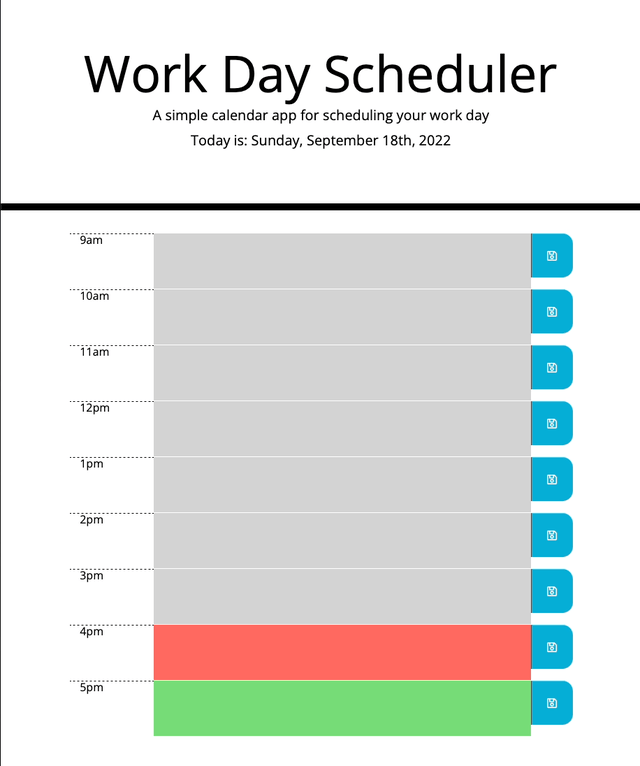 Work Day Scheduler
A simple calendar app for scheduling your work day
Today is: Sunday, September 18th, 2022
9am
10am
11am
12pm
1pm
2pm
3pm
4pm
5pm